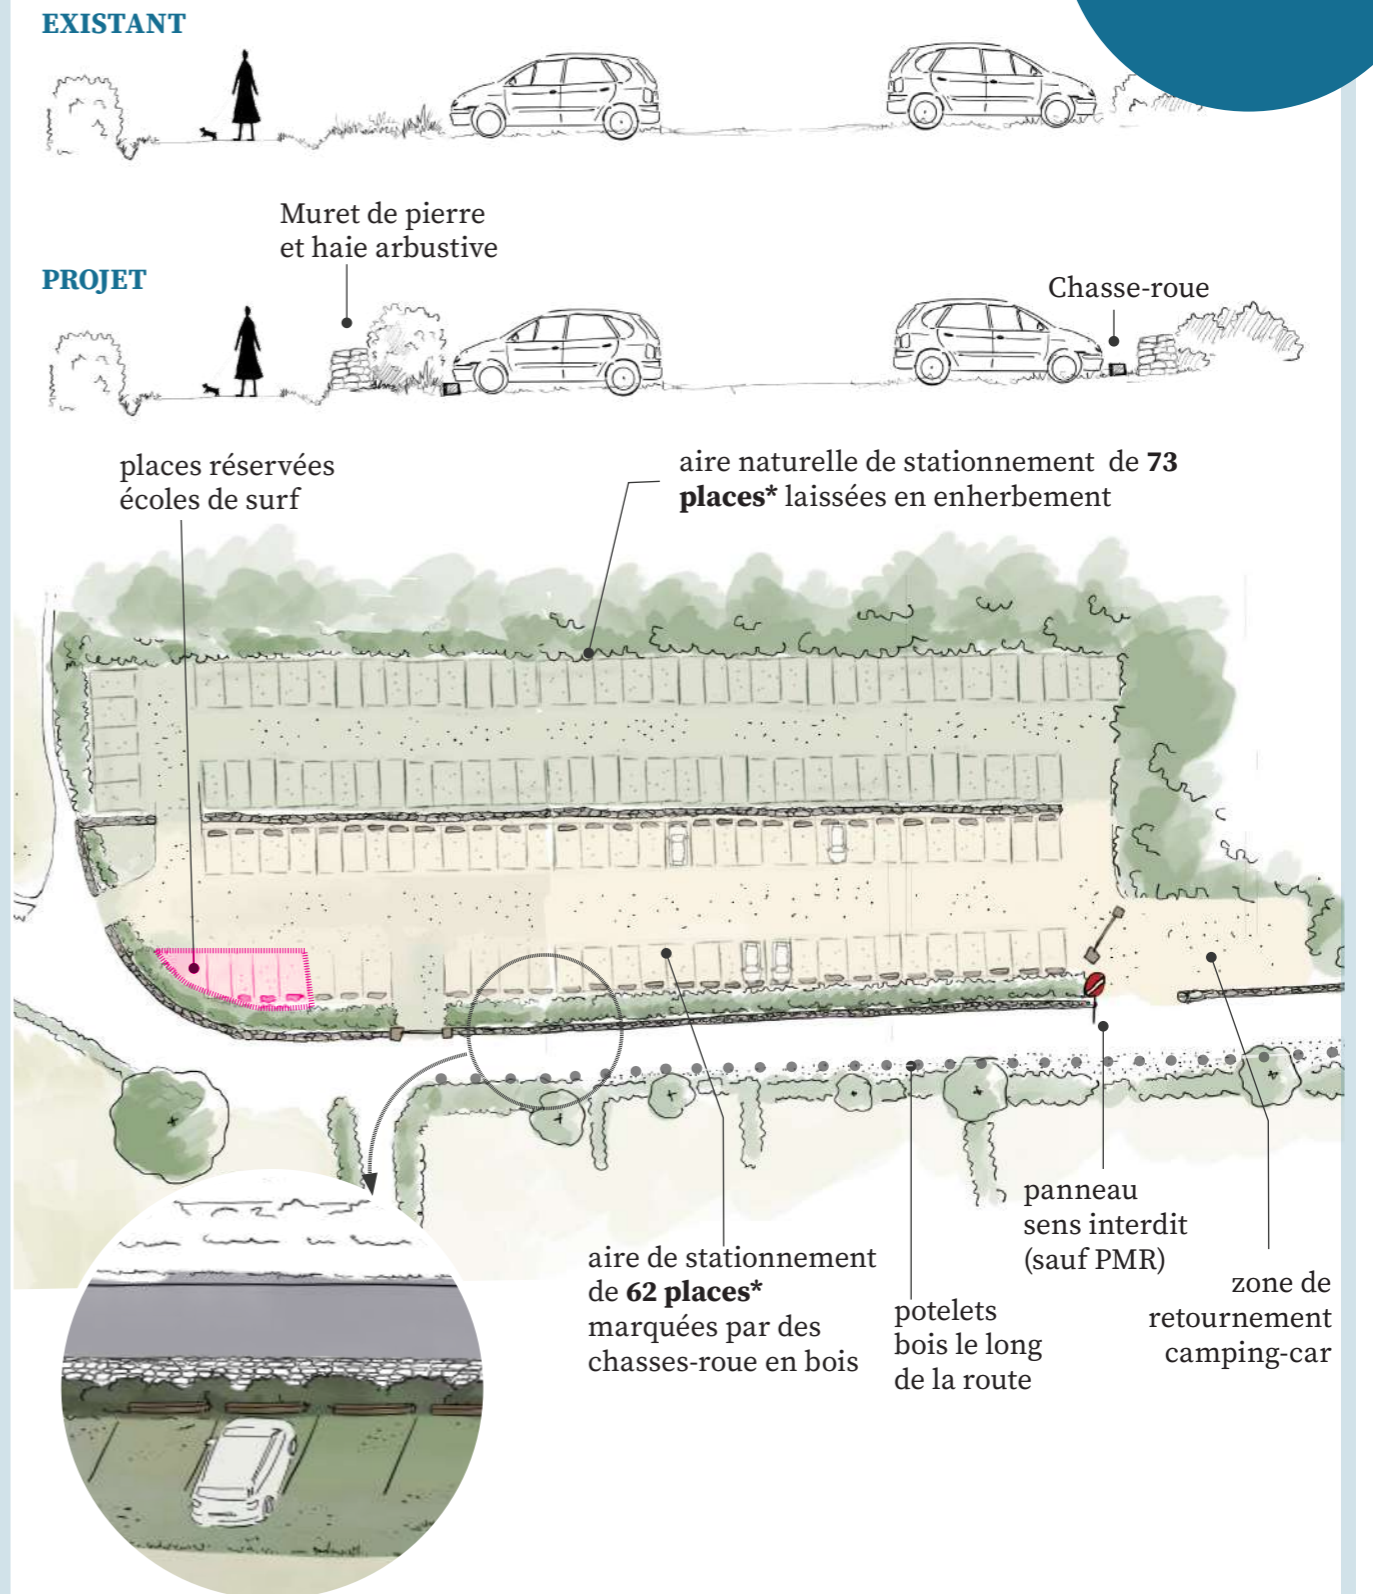 EXISTANT
Muret de pierre
et haie arbustive
PROJET
Chasse-roue
places réservées
écoles de surf
aire naturelle de stationnement de 73
places* laissées en enherbement
aire de stationnement
de 62 places*
marquées par des
chasses-roue en bois
potelets
bois le long
de la route
panneau
sens interdit
(sauf PMR)
zone de
retournement
camping-car